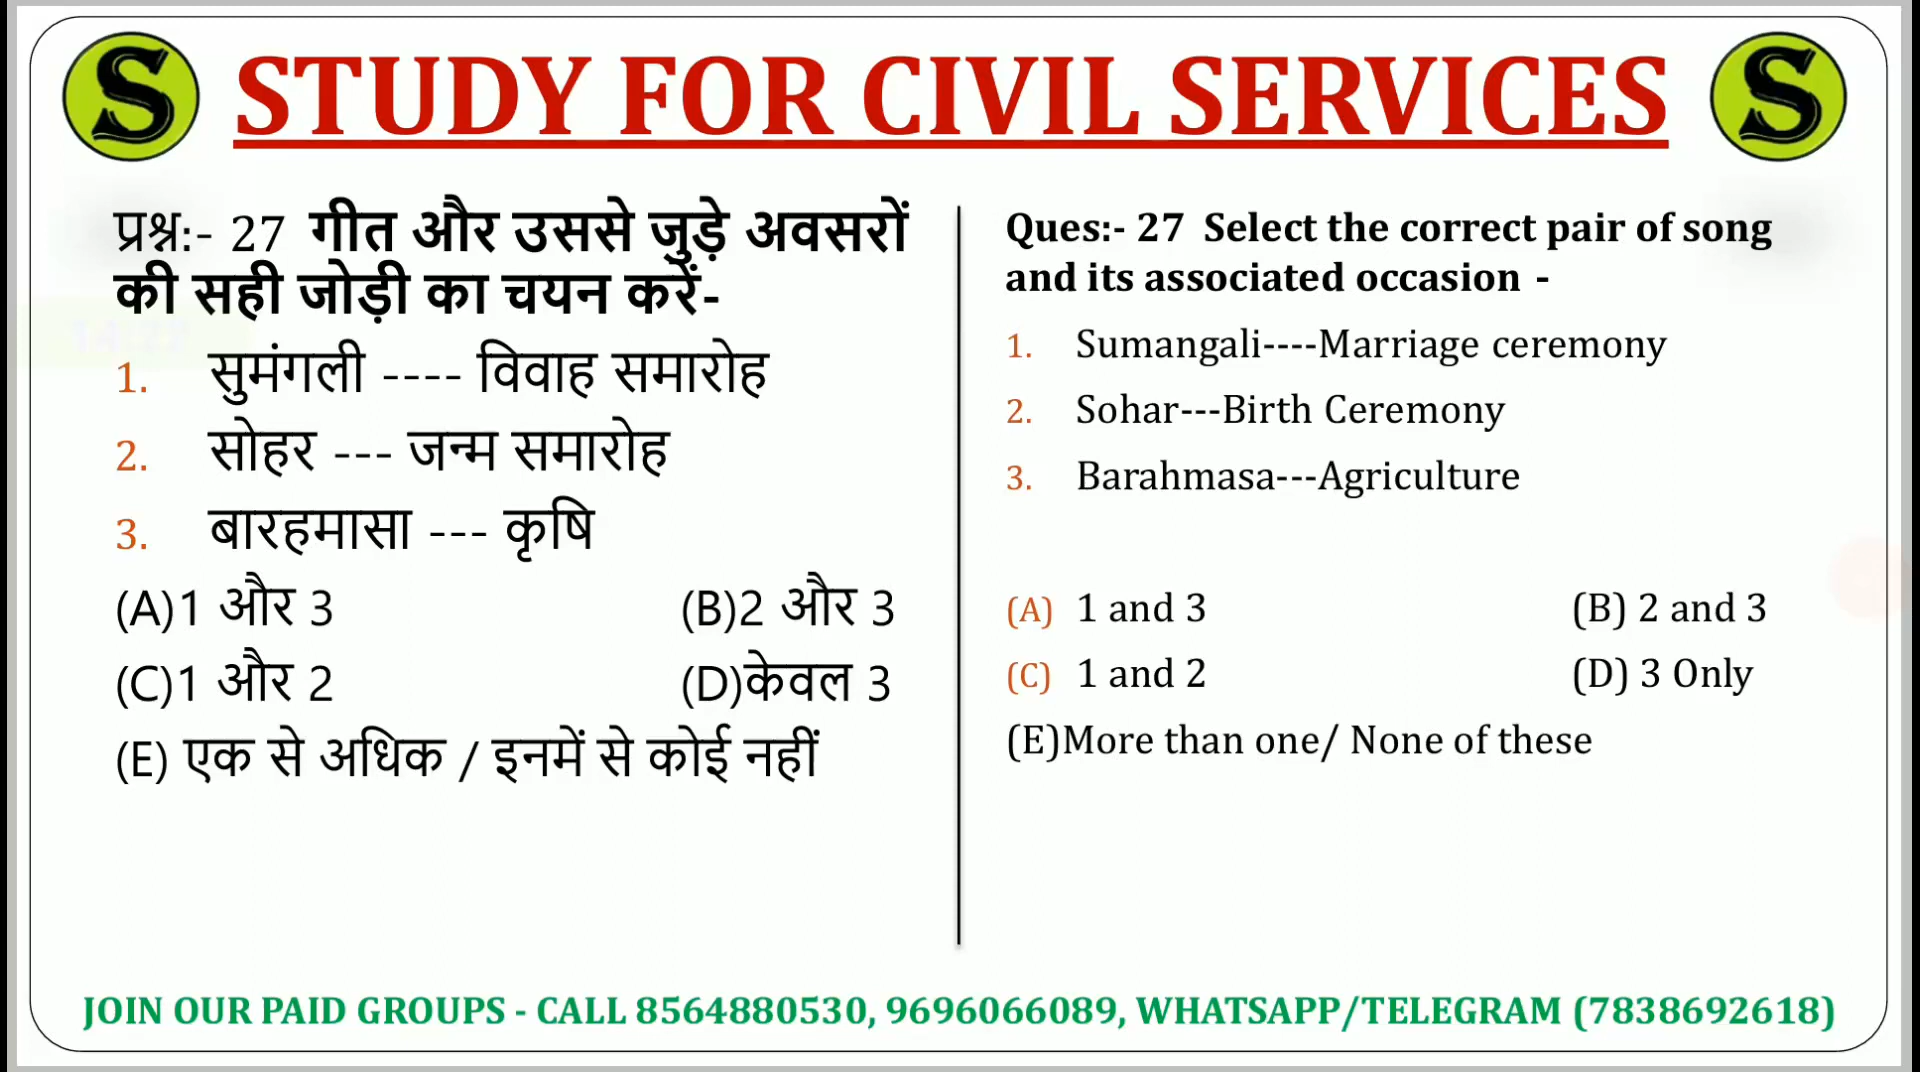 S
STUDY FOR CIVIL SERVICES
S
प्रश्न:- 27 गीत और उससे जुड़े अवसरों
की सही जोड़ी का चयन करें-
1. सुमंगली ---- विवाह समारोह
2. सोहर --- जन्म समारोह
3. बारहमासा --- कृषि
(A)1 और 3 (B)2 और 3
(C)1 और 2 (D)केवल 3
(E) एक से अधिक / इनमें से कोई नहीं
Ques:- 27 Select the correct pair of song
and its associated occasion -
1. Sumangali----Marriage ceremony
2. Sohar---Birth Ceremony
3. Barahmasa---Agriculture
(A) 1 and 3 (B) 2 and 3
(C) 1 and 2 (D) 3 Only
(E)More than one/ None of these
JOIN OUR PAID GROUPS - CALL 8564880530, 9696066089, WHATSAPP/TELEGRAM (7838692618)